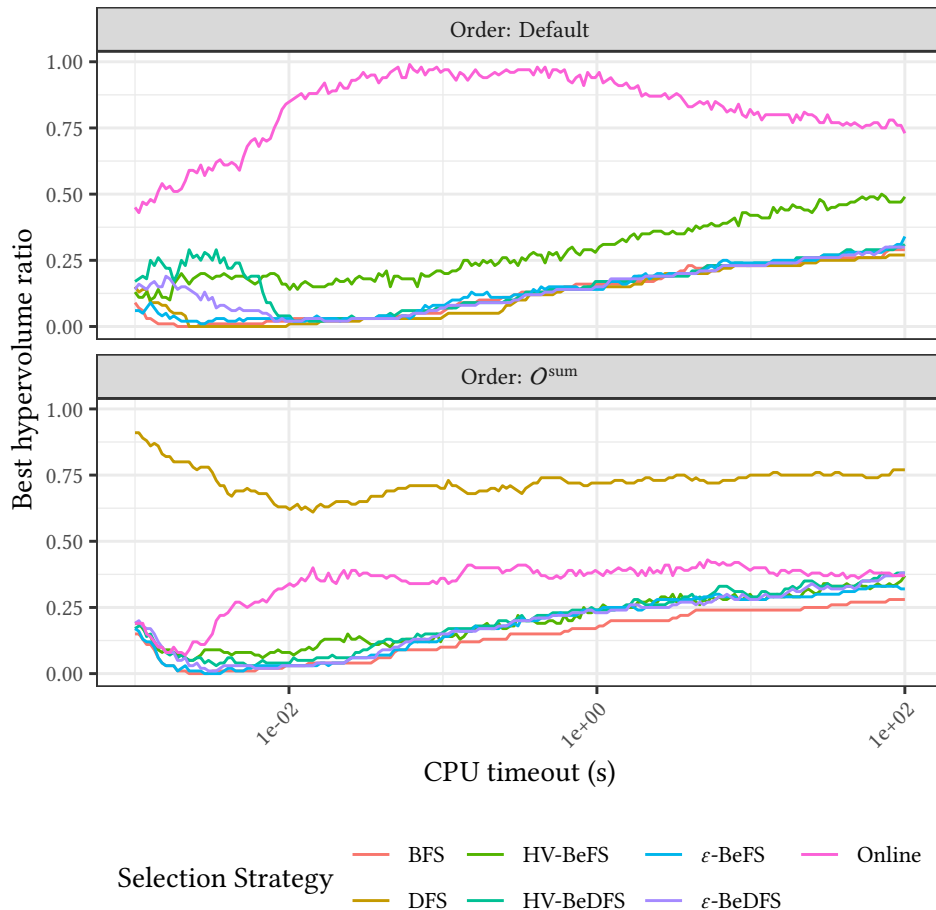 Order: Default
1.00
0.75
0.50
0.25
0.00
Order: 𝒪^sum
1.00
0.75
0.50
0.25
0.00
Best hypervolume ratio
1e-02
1e+00
1e+02
CPU timeout (s)
Selection Strategy
BFS HV-BeFS ε-BeFS Online
DFS HV-BeDFS ε-BeDFS